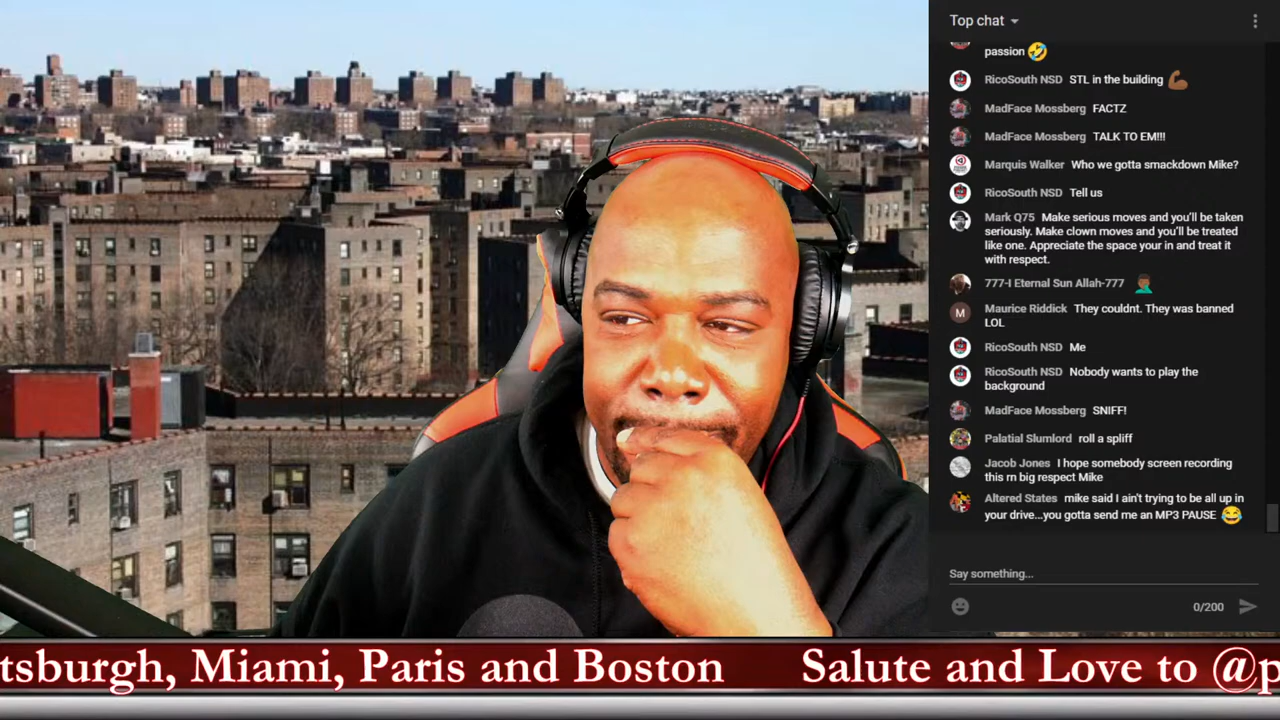 Top chat
passion
RicoSouth NSD STL in the building
MadFace Mossberg FACTZ
MadFace Mossberg TALK TO EM!!!
Marquis Walker Who we gotta smackdown Mike?
RicoSouth NSD Tell us
Mark Q75 Make serious moves and you'll be taken
seriously. Make clown moves and you'll be treated
like one. Appreciate the space your in and treat it
with respect.
777-I Eternal Sun Allah-777
M Maurice Riddick They couldnt. They was banned
LOL
RicoSouth NSD Me
RicoSouth NSD Nobody wants to play the
background
MadFace Mossberg SNIFF!
Palatial Slumlord roll a spliff
Jacob Jones I hope somebody screen recording
this rn big respect Mike
Altered States mike said I ain't trying to be all up in
your drive...you gotta send me an MP3 PAUSE
Say something...
0/200
tsburgh, Miami, Paris and Boston Salute and Love to @p